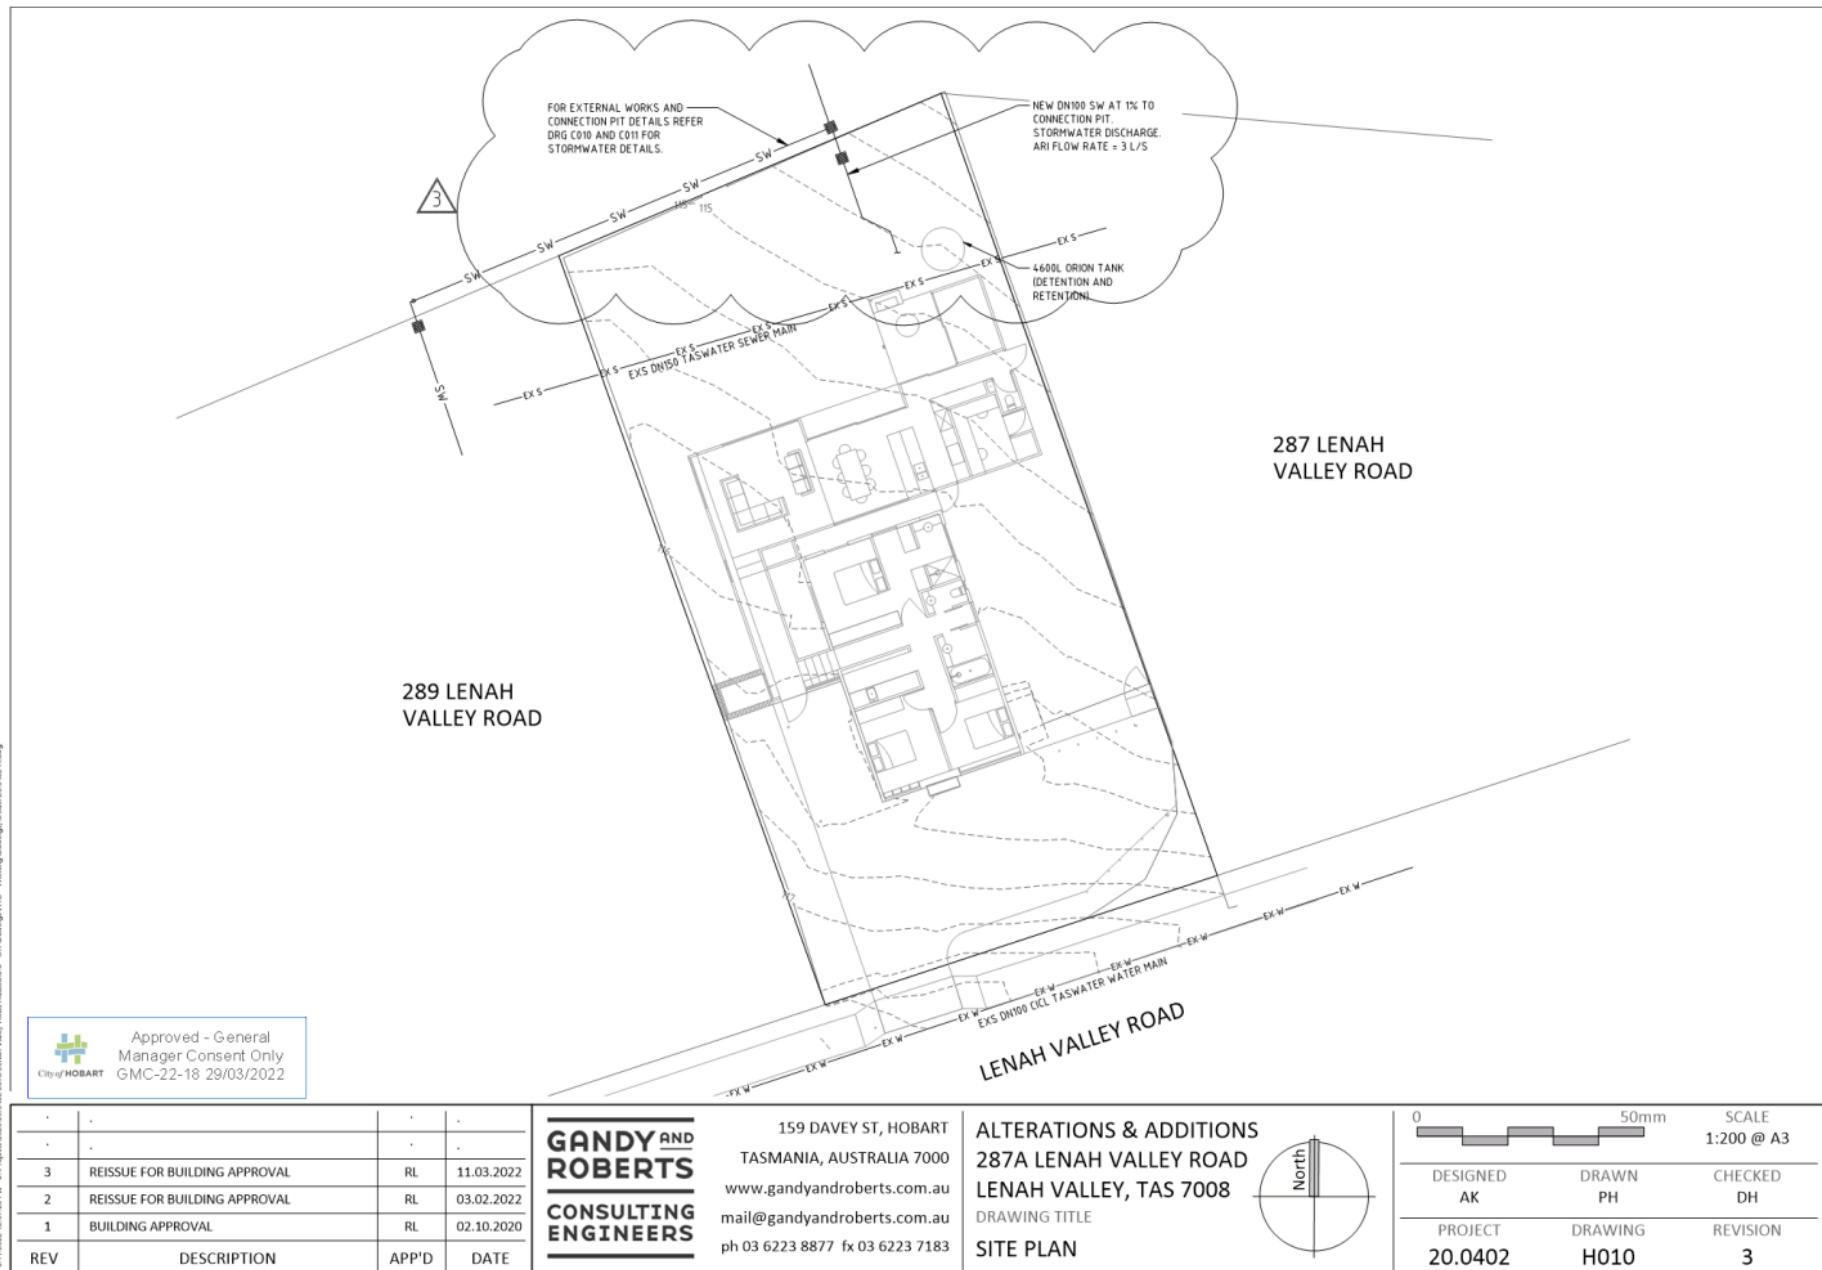 FOR EXTERNAL WORKS AND
CONNECTION PIT DETAILS REFER
DRG C010 AND C011 FOR
STORMWATER DETAILS.
NEW DN100 SW AT 1% TO
CONNECTION PIT.
STORMWATER DISCHARGE.
ARI FLOW RATE = 3 L/S
3
SW
SW
SW
SW
SW
SW
115
115
4600L ORION TANK
(DETENTION AND
RETENTION)
EX S
EX S
EX S
EX S
EX S
EX S
EX S
EX S
EXS DN150 TASWATER SEWER MAIN
287 LENAH
VALLEY ROAD
289 LENAH
VALLEY ROAD
EX W
EX W
EX W
EX W
EX W
EX W
EX W
EX W
EX W
EXS DN100 CICL TASWATER WATER MAIN
LENAH VALLEY ROAD
City of HOBART
Approved - General
Manager Consent Only
GMC-22-18 29/03/2022
3 REISSUE FOR BUILDING APPROVAL RL 11.03.2022
2 REISSUE FOR BUILDING APPROVAL RL 03.02.2022
1 BUILDING APPROVAL RL 02.10.2020
REV DESCRIPTION APP'D DATE
GANDY AND
ROBERTS
CONSULTING
ENGINEERS
159 DAVEY ST, HOBART
TASMANIA, AUSTRALIA 7000
www.gandyandroberts.com.au
mail@gandyandroberts.com.au
ph 03 6223 8877 fx 03 6223 7183
ALTERATIONS & ADDITIONS
287A LENAH VALLEY ROAD
LENAH VALLEY, TAS 7008
DRAWING TITLE
SITE PLAN
North
0 50mm
SCALE
1:200 @ A3
DESIGNED DRAWN CHECKED
AK PH DH
PROJECT DRAWING REVISION
20.0402 H010 3